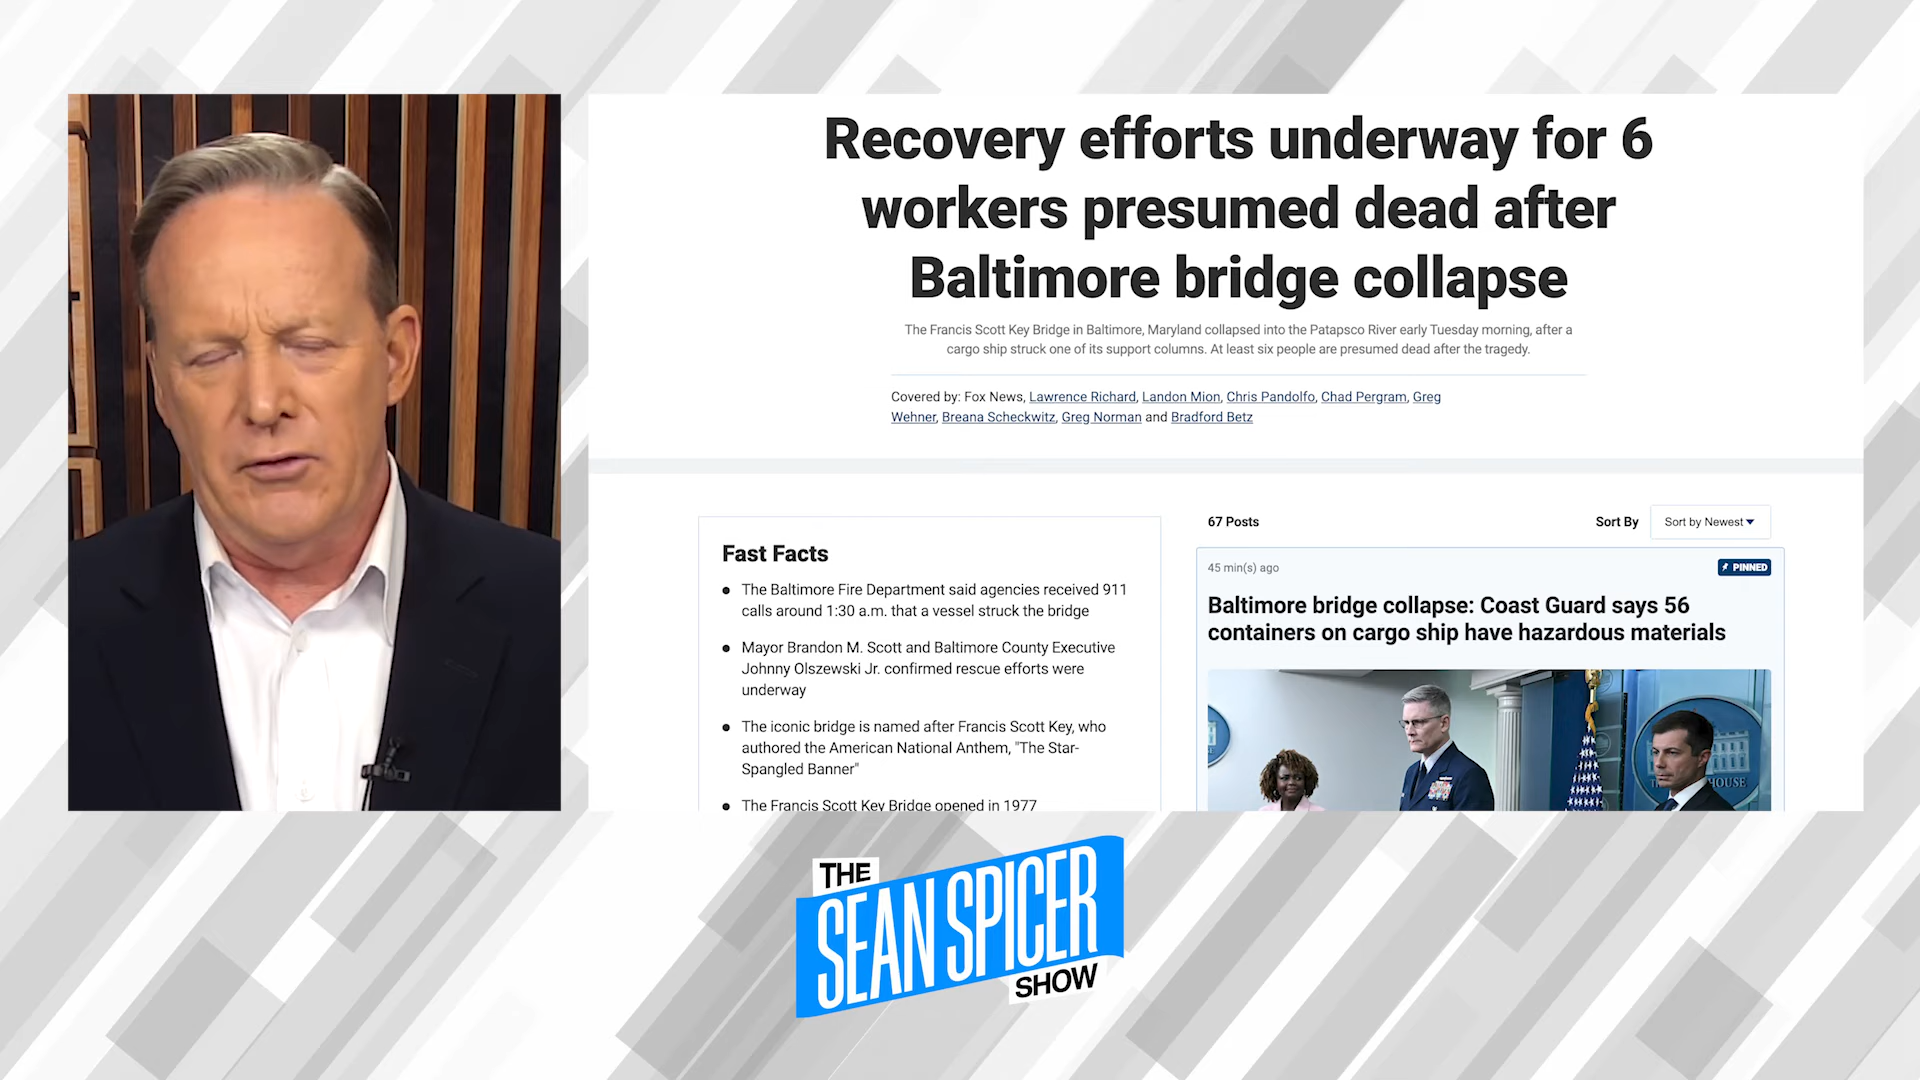 Recovery efforts underway for 6
workers presumed dead after
Baltimore bridge collapse
The Francis Scott Key Bridge in Baltimore, Maryland collapsed into the Patapsco River early Tuesday morning, after a
cargo ship struck one of its support columns. At least six people are presumed dead after the tragedy.
Covered by: Fox News, Lawrence Richard, Landon Mion, Chris Pandolfo, Chad Pergram, Greg
Wehner, Breana Scheckwitz, Greg Norman and Bradford Betz
Fast Facts
The Baltimore Fire Department said agencies received 911
calls around 1:30 a.m. that a vessel struck the bridge
Mayor Brandon M. Scott and Baltimore County Executive
Johnny Olszewski Jr. confirmed rescue efforts were
underway
The iconic bridge is named after Francis Scott Key, who
authored the American National Anthem, "The Star-
Spangled Banner"
The Francis Scott Key Bridge opened in 1977
67 Posts
Sort By
Sort by Newest
45 min(s) ago
PINNED
Baltimore bridge collapse: Coast Guard says 56
containers on cargo ship have hazardous materials
THE
SEAN SPICER
SHOW